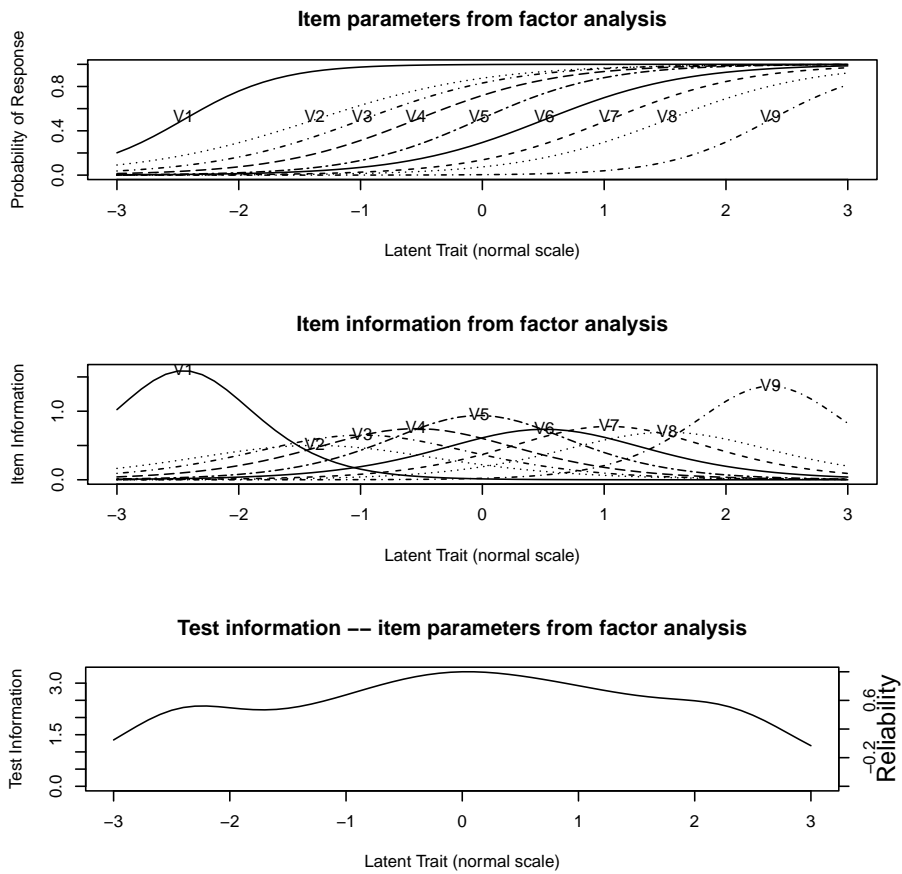 Item parameters from factor analysis
Probability of Response
0.0 0.4 0.8
V1 V2 V3 V4 V5 V6 V7 V8 V9
−3 −2 −1 0 1 2 3
Latent Trait (normal scale)
Item information from factor analysis
Item Information
0.0 1.0
V1 V2 V3 V4 V5 V6 V7 V8 V9
−3 −2 −1 0 1 2 3
Latent Trait (normal scale)
Test information −− item parameters from factor analysis
Test Information
0.0 1.5 3.0
−3 −2 −1 0 1 2 3
−0.2 0.6
Reliability
Latent Trait (normal scale)